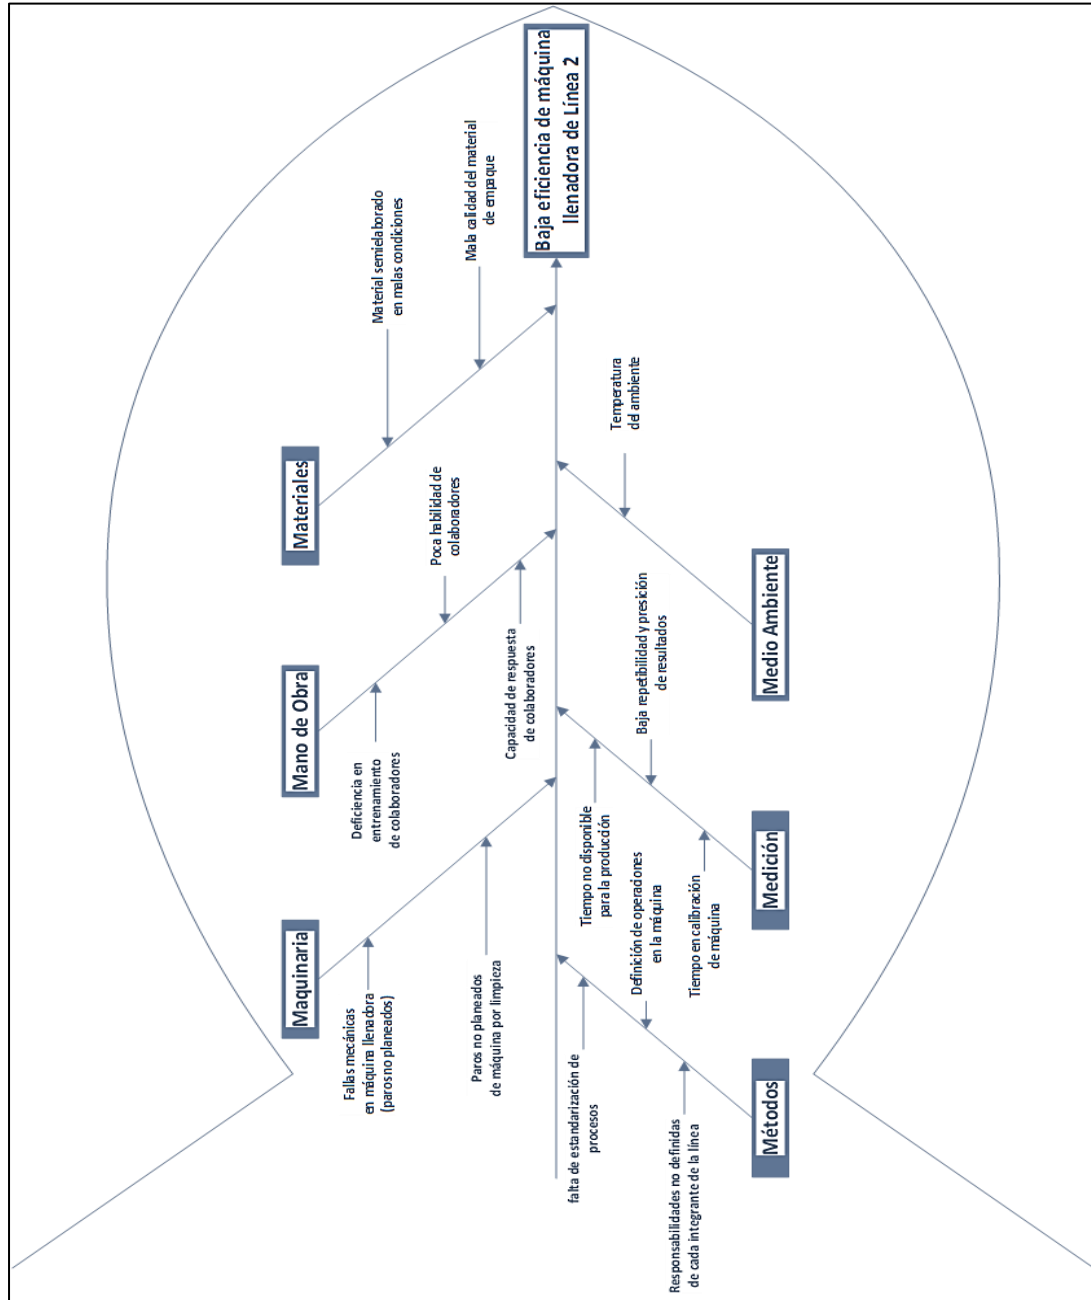 Maquinaria
Fallas mecánicas
en máquina llenadora
(paros no planeados)
Paros no planeados
de máquina por limpieza
Mano de Obra
Deficiencia en
entrenamiento
de colaboradores
Poca habilidad de
colaboradores
Capacidad de respuesta
de colaboradores
Materiales
Material semielaborado
en malas condiciones
Mala calidad del material
de empaque
Baja eficiencia de máquina
llenadora de Línea 2
falta de estandarización de
procesos
Definición de operaciones
en la máquina
Responsabilidades no definidas
de cada integrante de la línea
Métodos
Tiempo no disponible
para la producción
Baja repetibilidad y presición
de resultados
Tiempo en calibración
de máquina
Medición
Temperatura
del ambiente
Medio Ambiente